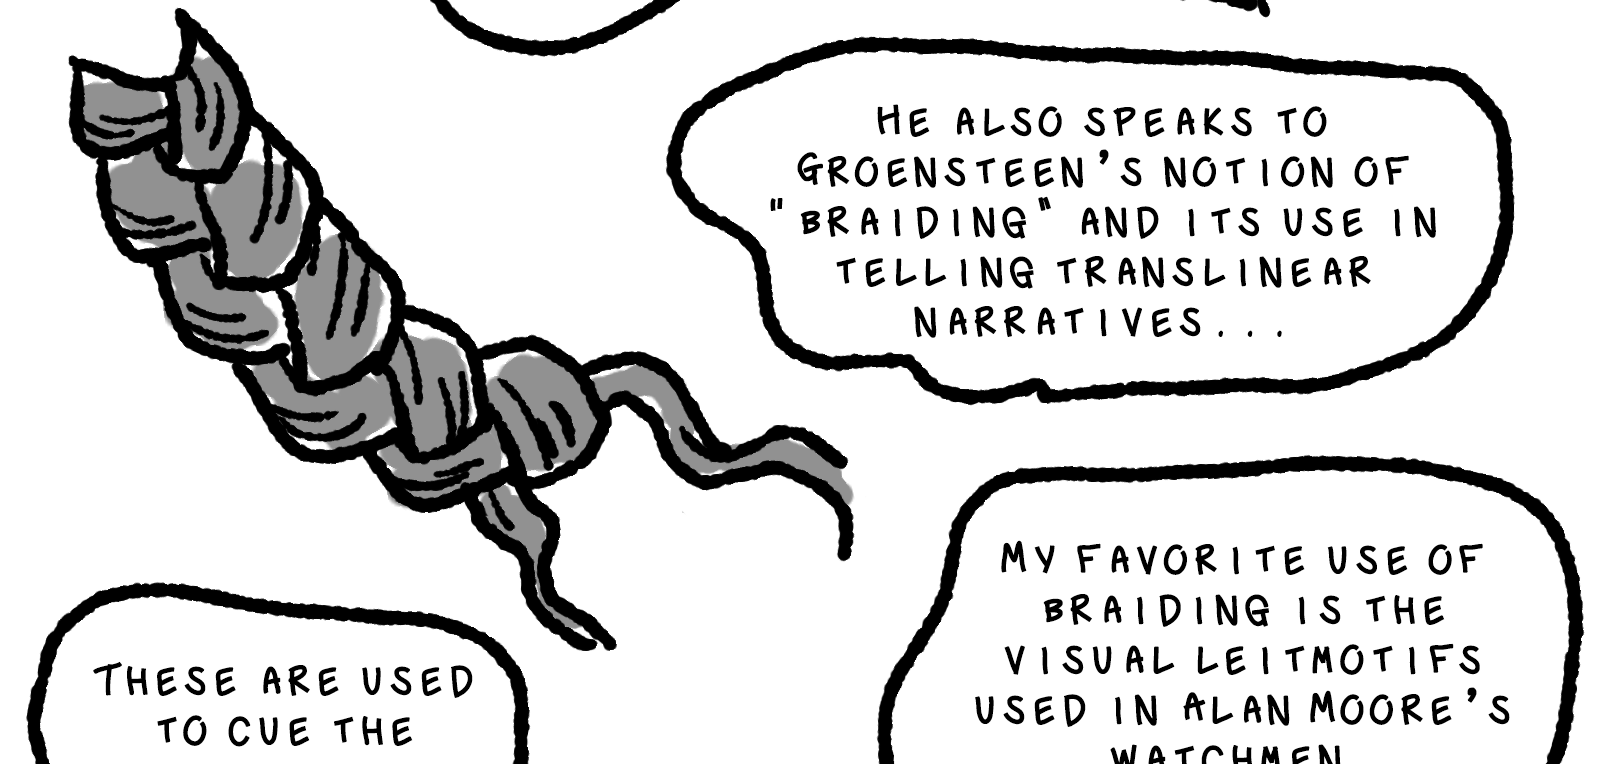 HE ALSO SPEAKS TO
GROENSTEEN'S NOTION OF
"BRAIDING" AND ITS USE IN
TELLING TRANSLINEAR
NARRATIVES...
MY FAVORITE USE OF
BRAIDING IS THE
VISUAL LEITMOTIFS
USED IN ALAN MOORE'S
WATCHMEN
THESE ARE USED
TO CUE THE